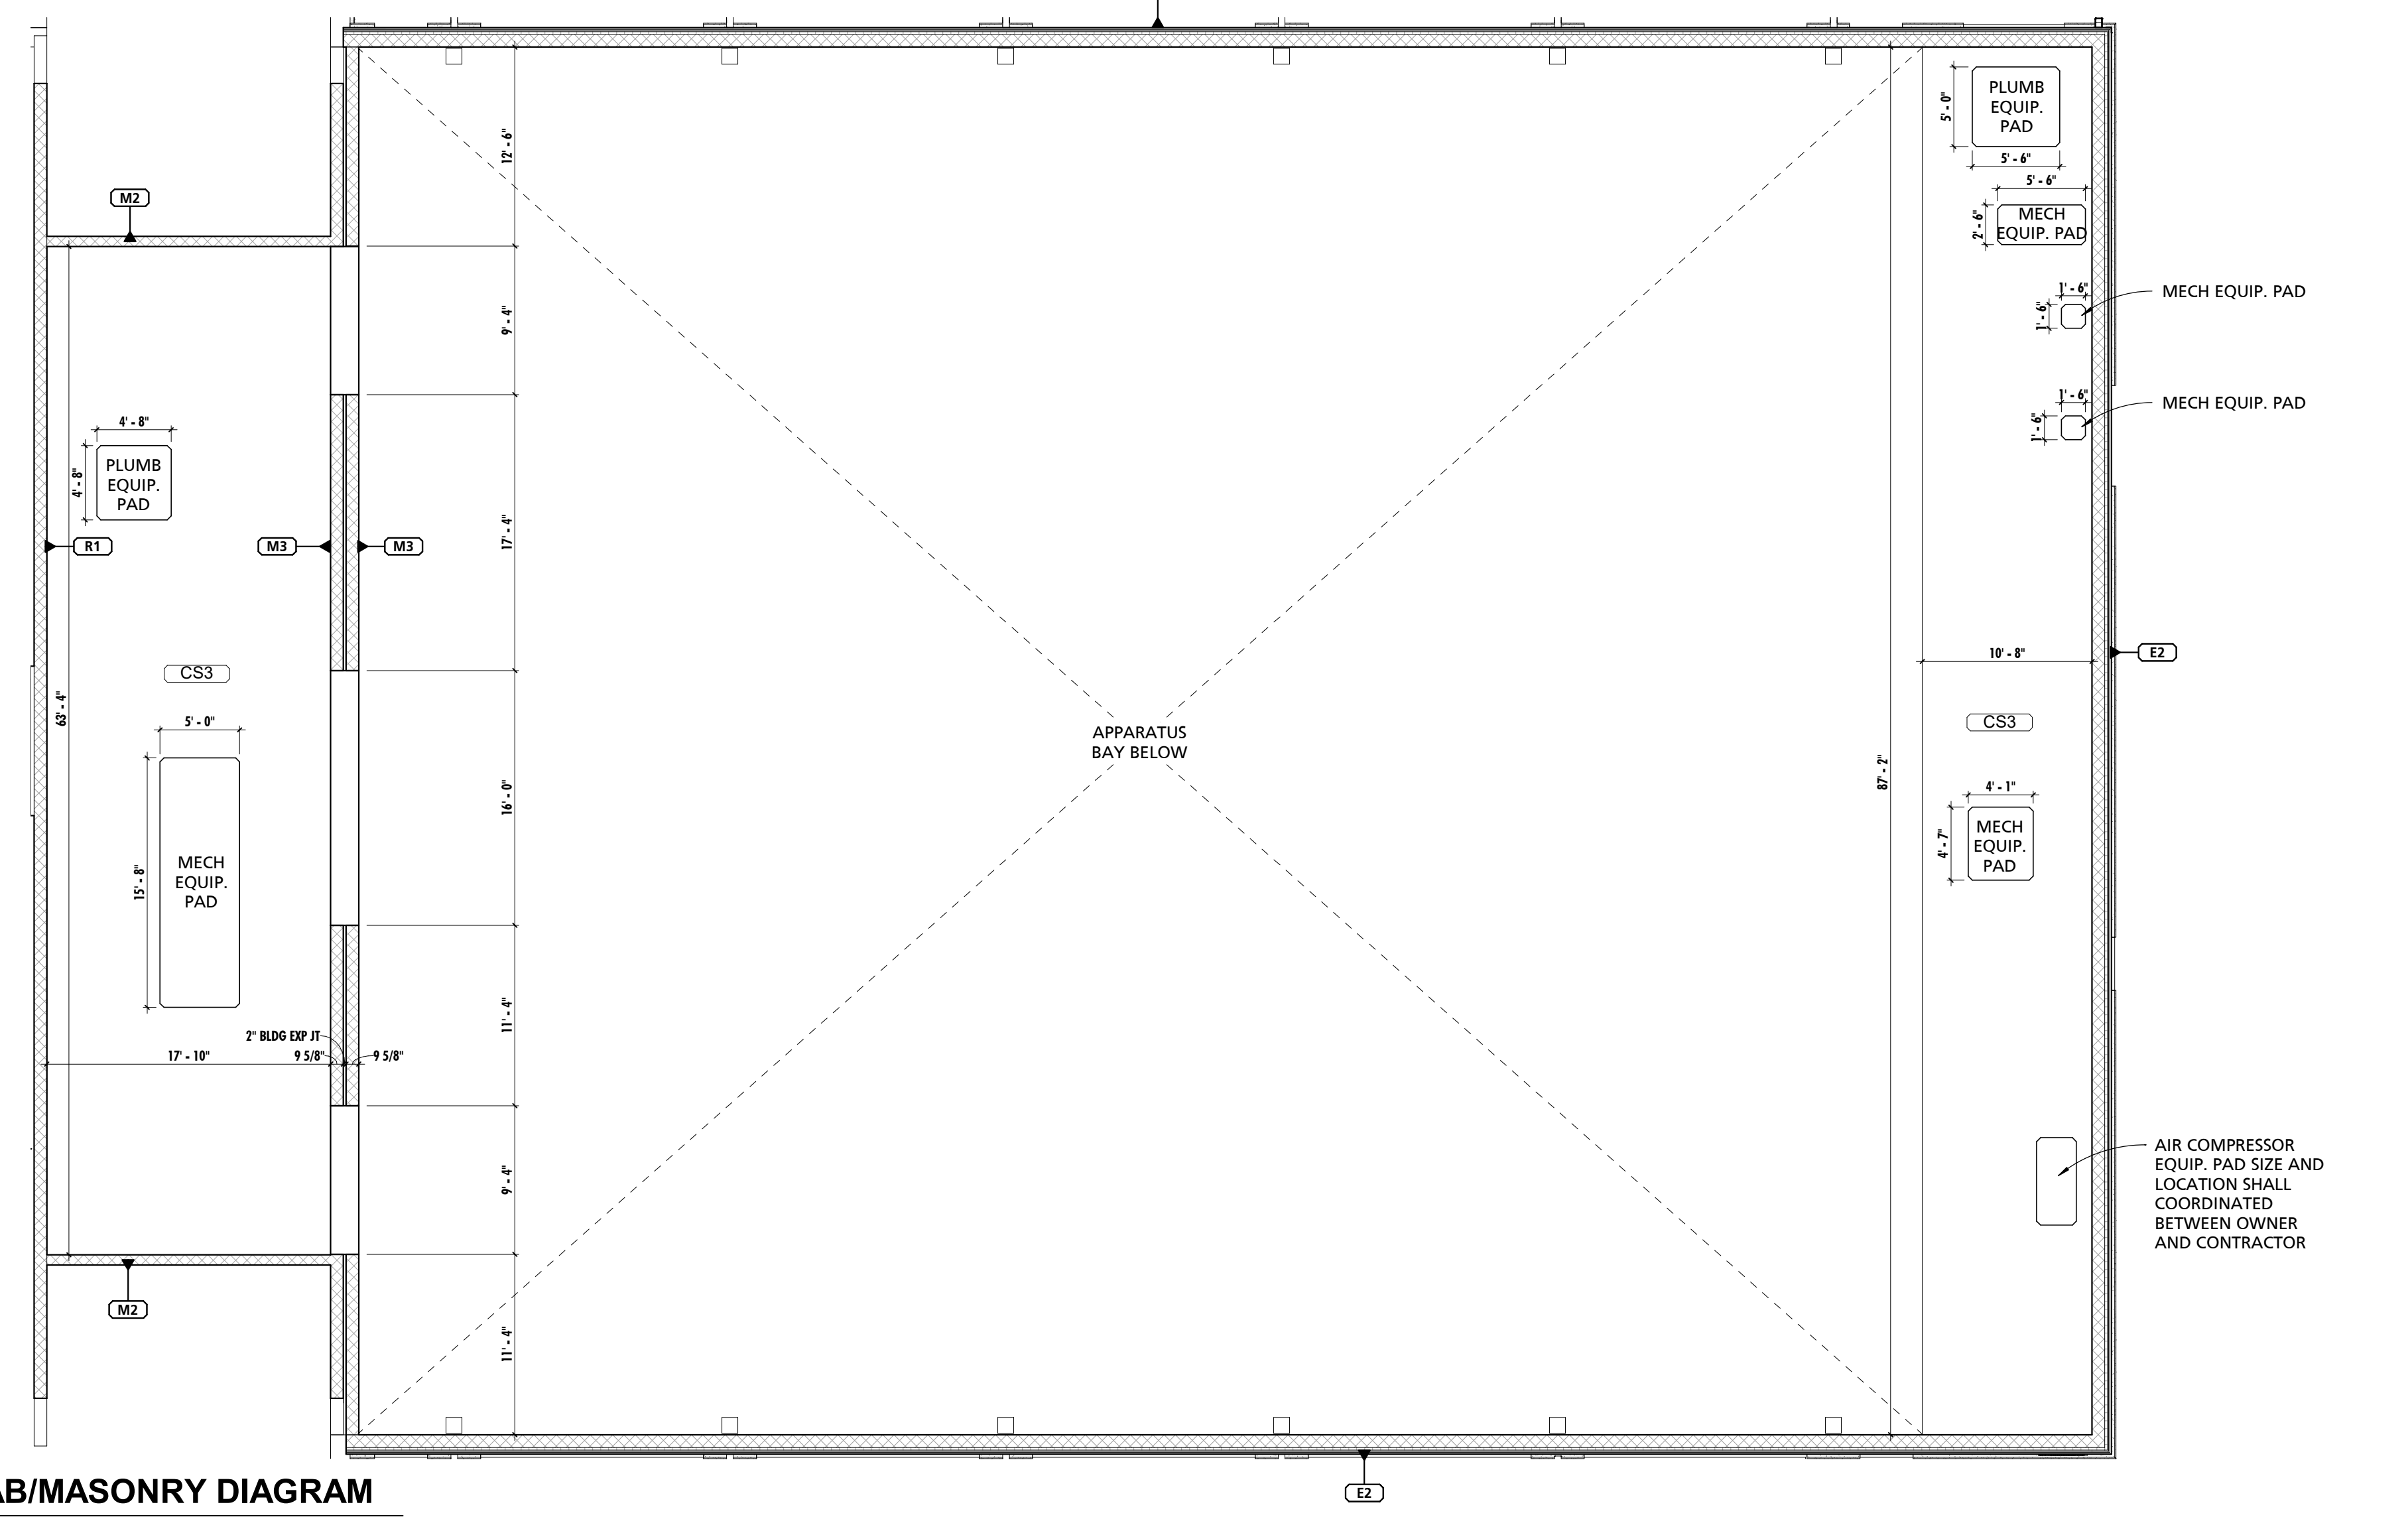 M2
12' - 6"
5' - 0"
PLUMB
EQUIP.
PAD
5' - 6"
5' - 6"
2' - 6"
MECH
EQUIP. PAD
9' - 4"
1' - 6"
1' - 6"
MECH EQUIP. PAD
1' - 6"
1' - 6"
MECH EQUIP. PAD
4' - 8"
4' - 8"
PLUMB
EQUIP.
PAD
R1
M3
M3
17' - 4"
CS3
63' - 4"
5' - 0"
15' - 8"
MECH
EQUIP.
PAD
16' - 0"
APPARATUS
BAY BELOW
87' - 2"
10' - 8"
E2
CS3
4' - 1"
4' - 7"
MECH
EQUIP.
PAD
2" BLDG EXP JT
17' - 10"
9 5/8"
9 5/8"
11' - 4"
9' - 4"
AIR COMPRESSOR
EQUIP. PAD SIZE AND
LOCATION SHALL
COORDINATED
BETWEEN OWNER
AND CONTRACTOR
M2
11' - 4"
E2
AB/MASONRY DIAGRAM